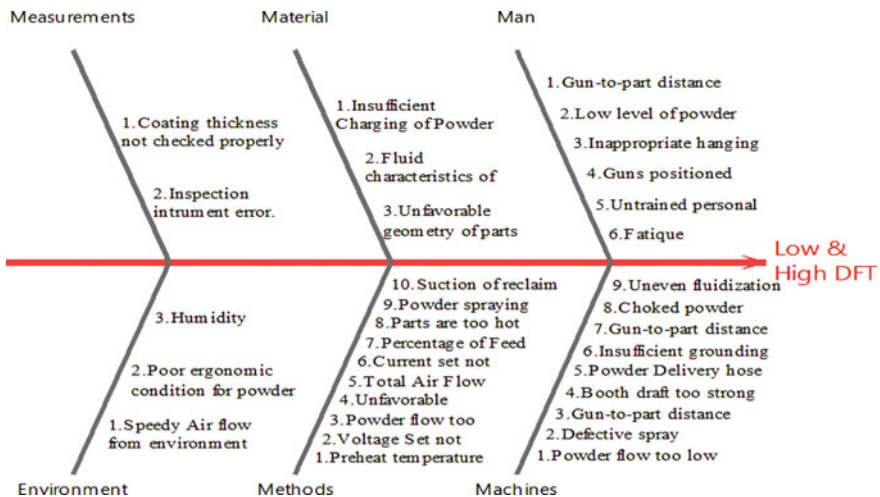 Measurements
Material
Man
1.Coating thickness
not checked properly
2.Inspection
intrument error.
1.Insufficient
Charging of Powder
2.Fluid
characteristics of
3.Unfavorable
geometry of parts
1.Gun-to-part distance
2.Low level of powder
3.Inappropriate hanging
4.Guns positioned
5.Untrained personal
6.Fatique
Low &
High DFT
3.Humidity
2.Poor ergonomic
condition for powder
1.Speedy Air flow
from environment
10.Suction of reclaim
9.Powder spraying
8.Parts are too hot
7.Percentage of Feed
6.Current set not
5.Total Air Flow
4.Unfavorable
3.Powder flow too
2.Voltage Set not
1.Preheat temperature
9.Uneven fluidization
8.Choked powder
7.Gun-to-part distance
6.Insufficient grounding
5.Powder Delivery hose
4.Booth draft too strong
3.Gun-to-part distance
2.Defective spray
1.Powder flow too low
Environment
Methods
Machines